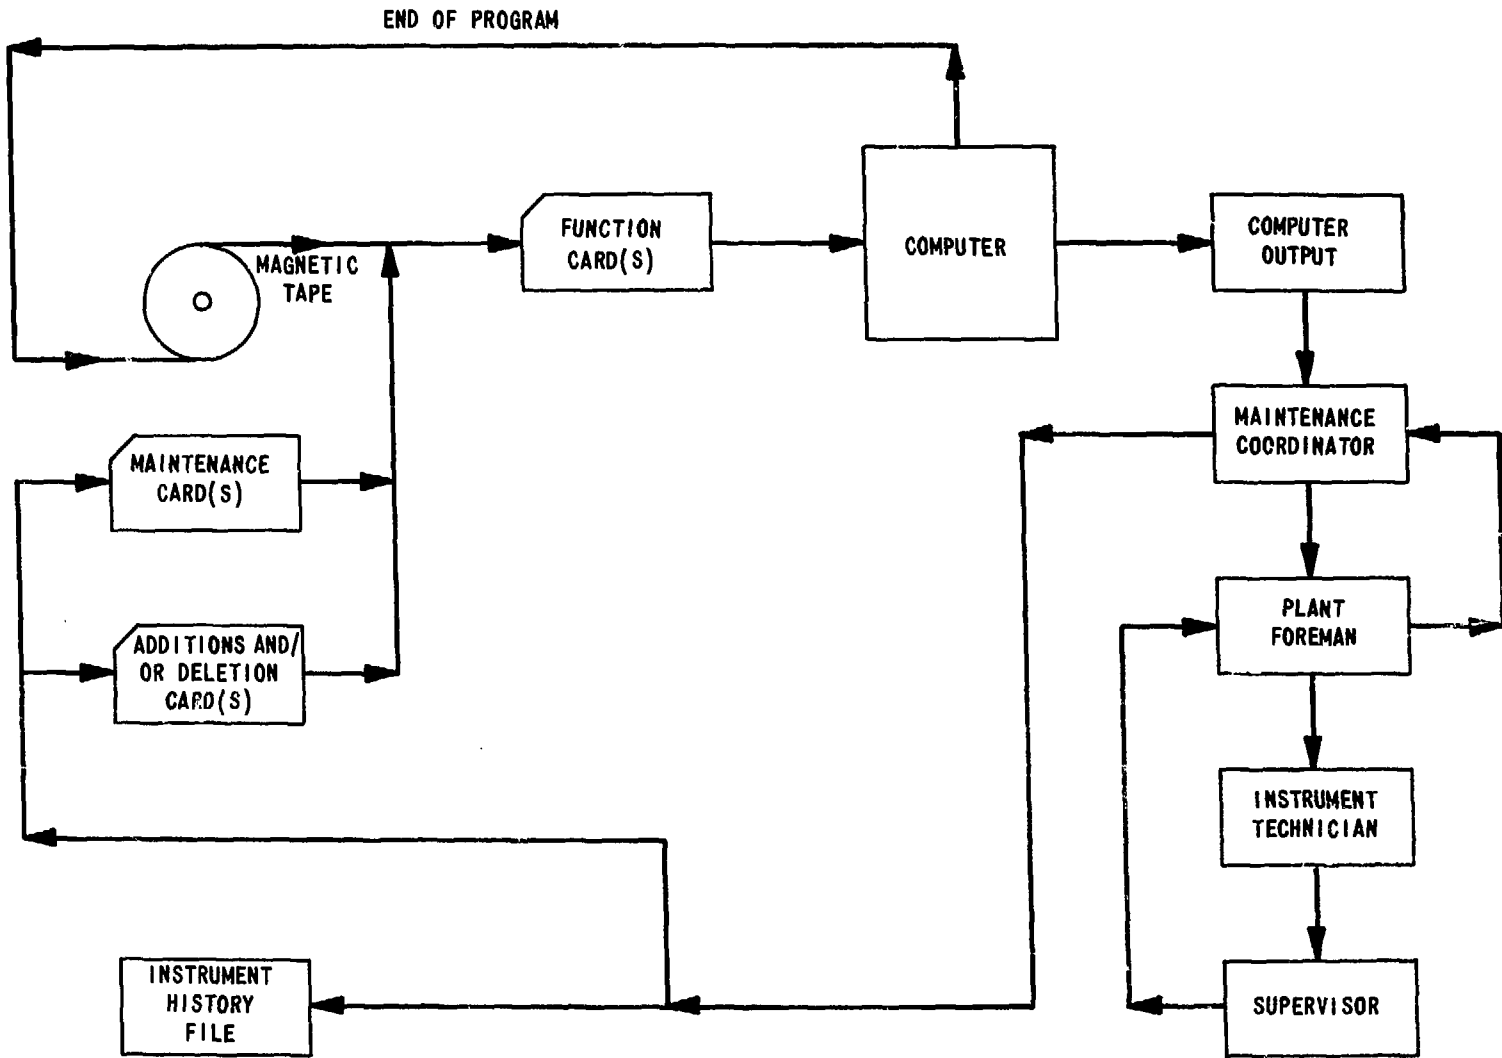 END OF PROGRAM
FUNCTION
CARD(S)
COMPUTER
COMPUTER
OUTPUT
MAGNETIC
TAPE
MAINTENANCE
COORDINATOR
MAINTENANCE
CARD(S)
PLANT
FOREMAN
ADDITIONS AND/
OR DELETION
CARD(S)
INSTRUMENT
TECHNICIAN
INSTRUMENT
HISTORY
FILE
SUPERVISOR